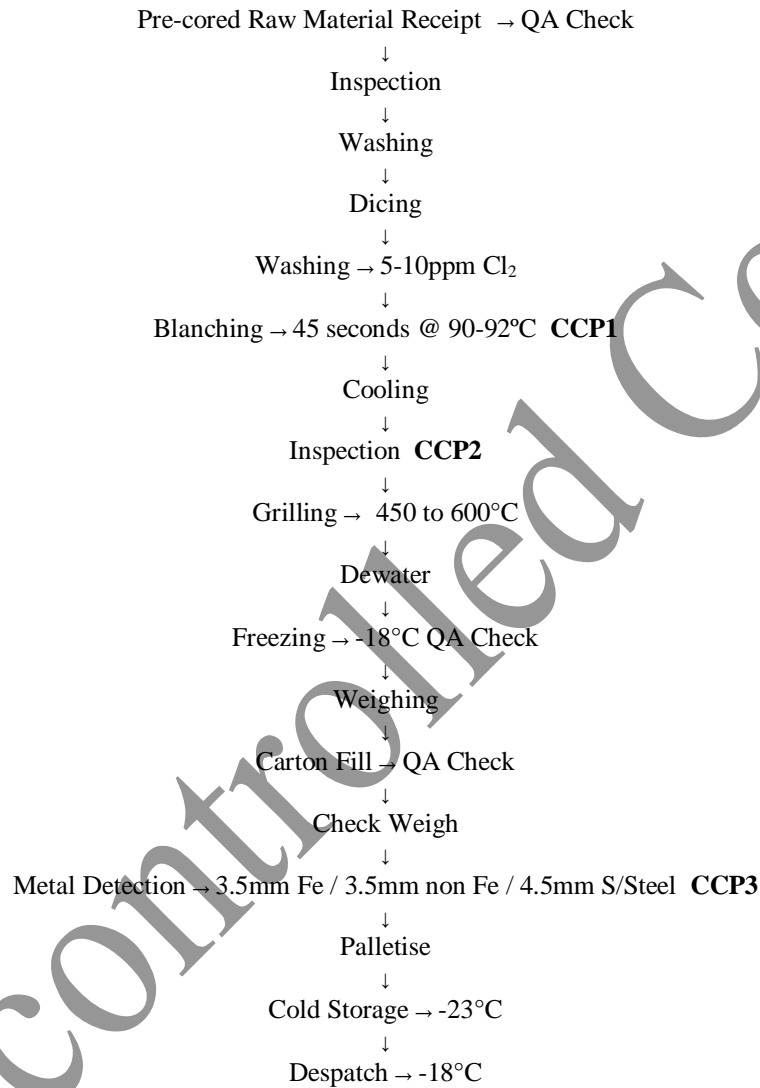 Pre-cored Raw Material Receipt → QA Check
↓
Inspection
↓
Washing
↓
Dicing
↓
Washing → 5-10ppm Cl₂
↓
Blanching → 45 seconds @ 90-92ºC CCP1
↓
Cooling
↓
Inspection CCP2
↓
Grilling → 450 to 600°C
↓
Dewater
↓
Freezing → -18°C QA Check
↓
Weighing
↓
Carton Fill → QA Check
↓
Check Weigh
↓
Metal Detection → 3.5mm Fe / 3.5mm non Fe / 4.5mm S/Steel CCP3
↓
Palletise
↓
Cold Storage → -23°C
↓
Despatch → -18°C
controlled Co